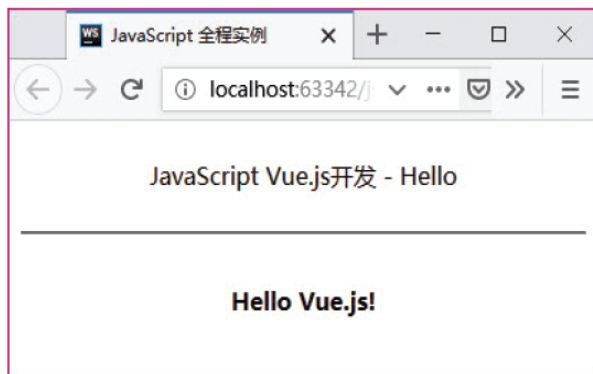 WS JavaScript 全程实例
localhost:63342/j
JavaScript Vue.js开发 - Hello
Hello Vue.js!